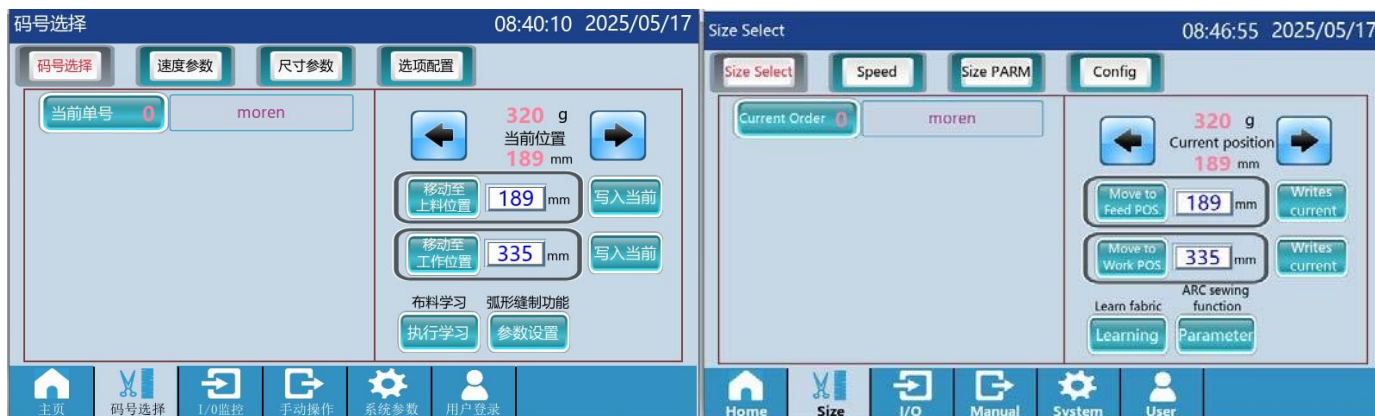 码号选择
08:40:10 2025/05/17
码号选择
速度参数
尺寸参数
选项配置
当前单号 0
moren
320 g
当前位置
189 mm
移动至
上料位置
189 mm
写入当前
移动至
工作位置
335 mm
写入当前
布料学习
弧形缝制功能
执行学习
参数设置
主页
码号选择
I/O监控
手动操作
系统参数
用户登录
Size Select
08:46:55 2025/05/17
Size Select
Speed
Size PARM
Config
Current Order 0
moren
320 g
Current position
189 mm
Move to
Feed POS.
189 mm
Writes
current
Move to
Work POS.
335 mm
Writes
current
Learn fabric
ARC sewing
function
Learning
Parameter
Home
Size
I/O
Manual
System
User